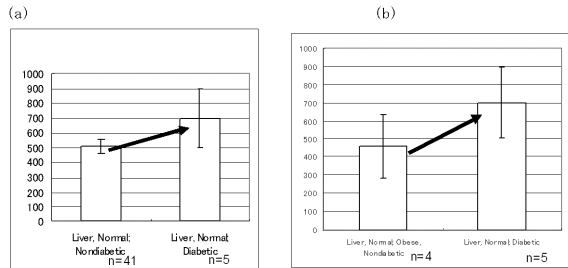 (a)
1000
900
800
700
600
500
400
300
200
100
0
Liver, Normal;
Nondiabetic
n=41
Liver, Normal;
Diabetic
n=5
(b)
1000
900
800
700
600
500
400
300
200
100
0
Liver, Normal; Obese,
Nondiabetic
n=4
Liver, Normal; Diabetic
n=5